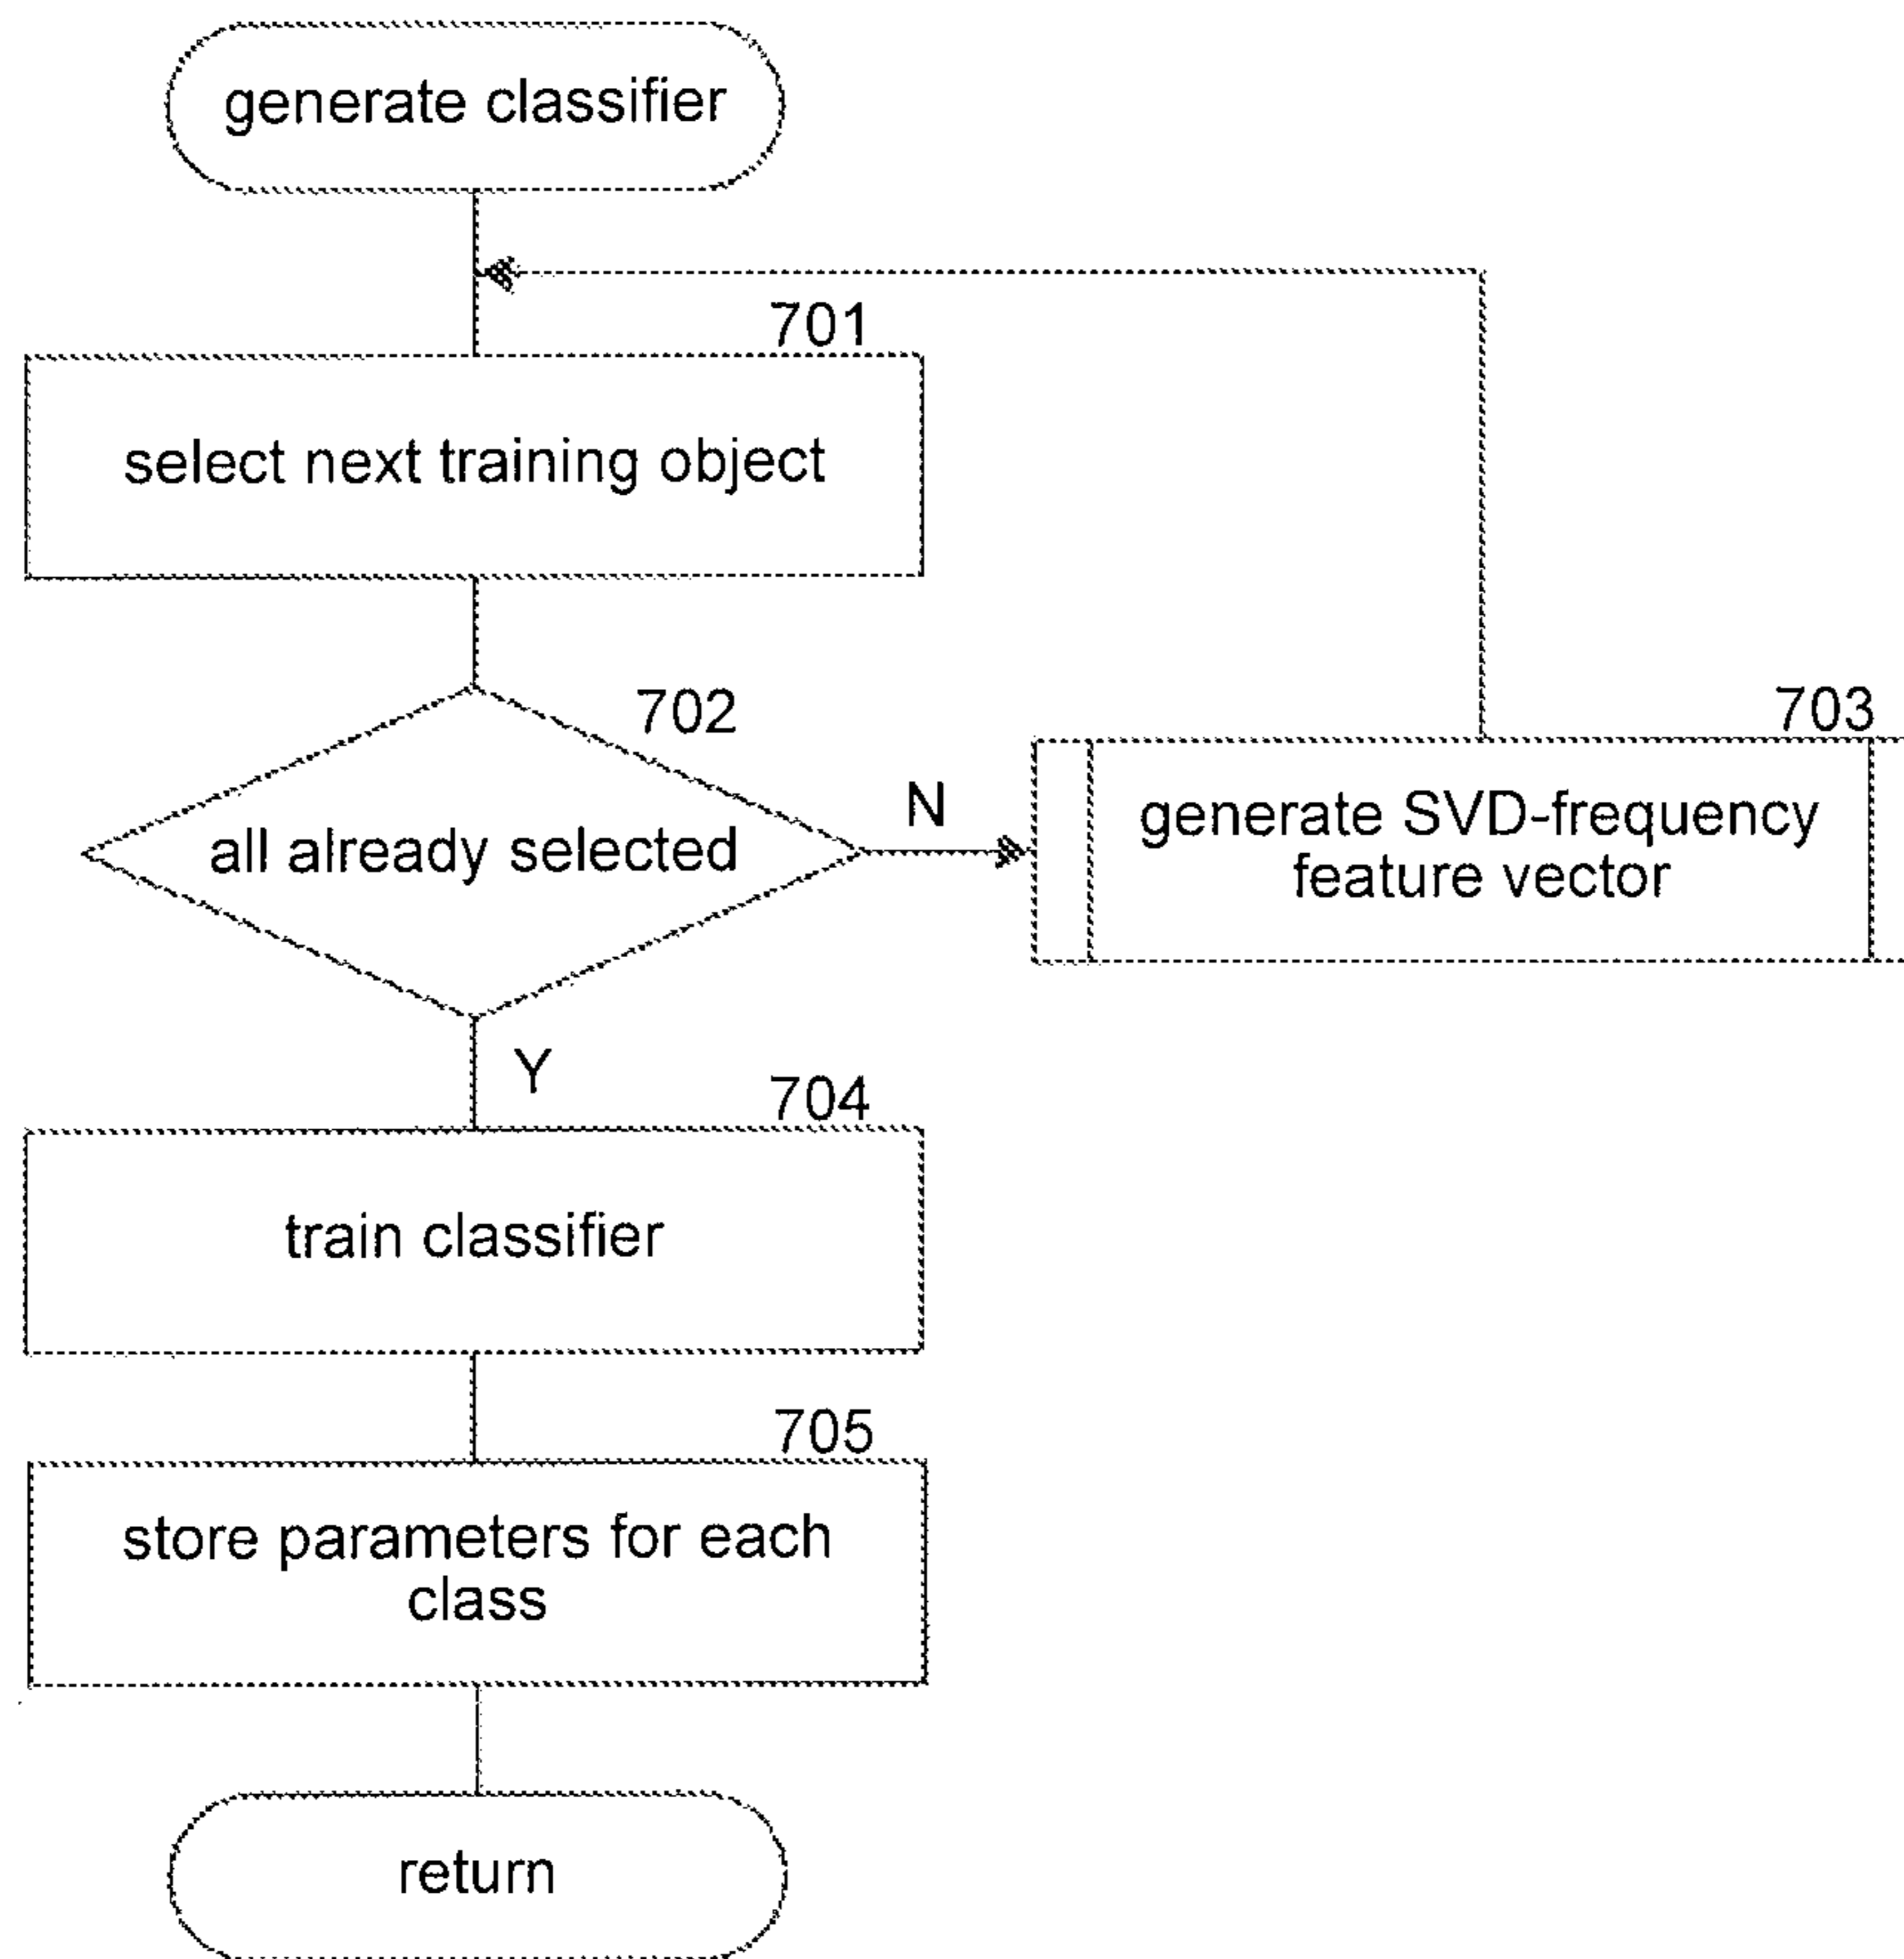 generate classifier
701
select next training object
702
all already selected
N
703
generate SVD-frequency
feature vector
Y
704
train classifier
705
store parameters for each
class
return